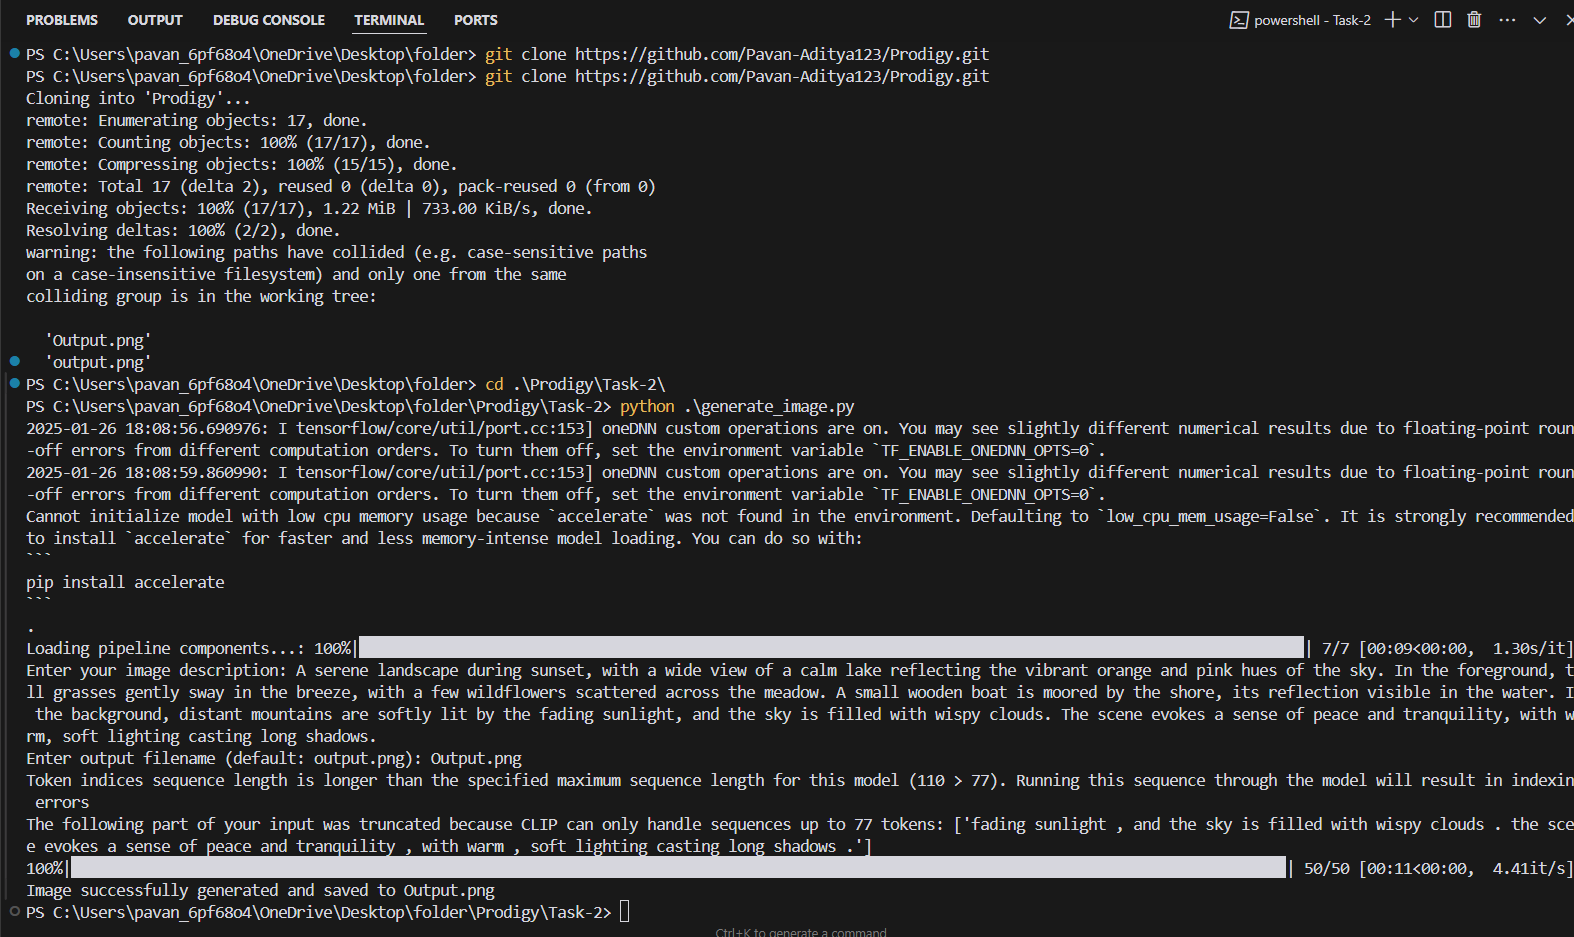 PROBLEMS OUTPUT DEBUG CONSOLE TERMINAL PORTS powershell - Task-2
PS C:\Users\pavan_6pf68o4\OneDrive\Desktop\folder> git clone https://github.com/Pavan-Aditya123/Prodigy.git
PS C:\Users\pavan_6pf68o4\OneDrive\Desktop\folder> git clone https://github.com/Pavan-Aditya123/Prodigy.git
Cloning into 'Prodigy'...
remote: Enumerating objects: 17, done.
remote: Counting objects: 100% (17/17), done.
remote: Compressing objects: 100% (15/15), done.
remote: Total 17 (delta 2), reused 0 (delta 0), pack-reused 0 (from 0)
Receiving objects: 100% (17/17), 1.22 MiB | 733.00 KiB/s, done.
Resolving deltas: 100% (2/2), done.
warning: the following paths have collided (e.g. case-sensitive paths
on a case-insensitive filesystem) and only one from the same
colliding group is in the working tree:
'Output.png'
'output.png'
PS C:\Users\pavan_6pf68o4\OneDrive\Desktop\folder> cd .\Prodigy\Task-2\
PS C:\Users\pavan_6pf68o4\OneDrive\Desktop\folder\Prodigy\Task-2> python .\generate_image.py
2025-01-26 18:08:56.690976: I tensorflow/core/util/port.cc:153] oneDNN custom operations are on. You may see slightly different numerical results due to floating-point roun
-off errors from different computation orders. To turn them off, set the environment variable `TF_ENABLE_ONEDNN_OPTS=0`.
2025-01-26 18:08:59.860990: I tensorflow/core/util/port.cc:153] oneDNN custom operations are on. You may see slightly different numerical results due to floating-point roun
-off errors from different computation orders. To turn them off, set the environment variable `TF_ENABLE_ONEDNN_OPTS=0`.
Cannot initialize model with low cpu memory usage because `accelerate` was not found in the environment. Defaulting to `low_cpu_mem_usage=False`. It is strongly recommended
to install `accelerate` for faster and less memory-intense model loading. You can do so with:
```
pip install accelerate
```
.
Loading pipeline components...: 100%| | 7/7 [00:09<00:00, 1.30s/it]
Enter your image description: A serene landscape during sunset, with a wide view of a calm lake reflecting the vibrant orange and pink hues of the sky. In the foreground, t
ll grasses gently sway in the breeze, with a few wildflowers scattered across the meadow. A small wooden boat is moored by the shore, its reflection visible in the water. I
the background, distant mountains are softly lit by the fading sunlight, and the sky is filled with wispy clouds. The scene evokes a sense of peace and tranquility, with w
rm, soft lighting casting long shadows.
Enter output filename (default: output.png): Output.png
Token indices sequence length is longer than the specified maximum sequence length for this model (110 > 77). Running this sequence through the model will result in indexin
errors
The following part of your input was truncated because CLIP can only handle sequences up to 77 tokens: ['fading sunlight , and the sky is filled with wispy clouds . the sce
e evokes a sense of peace and tranquility , with warm , soft lighting casting long shadows .']
100%| | 50/50 [00:11<00:00, 4.41it/s]
Image successfully generated and saved to Output.png
PS C:\Users\pavan_6pf68o4\OneDrive\Desktop\folder\Prodigy\Task-2>
Ctrl+K to generate a command